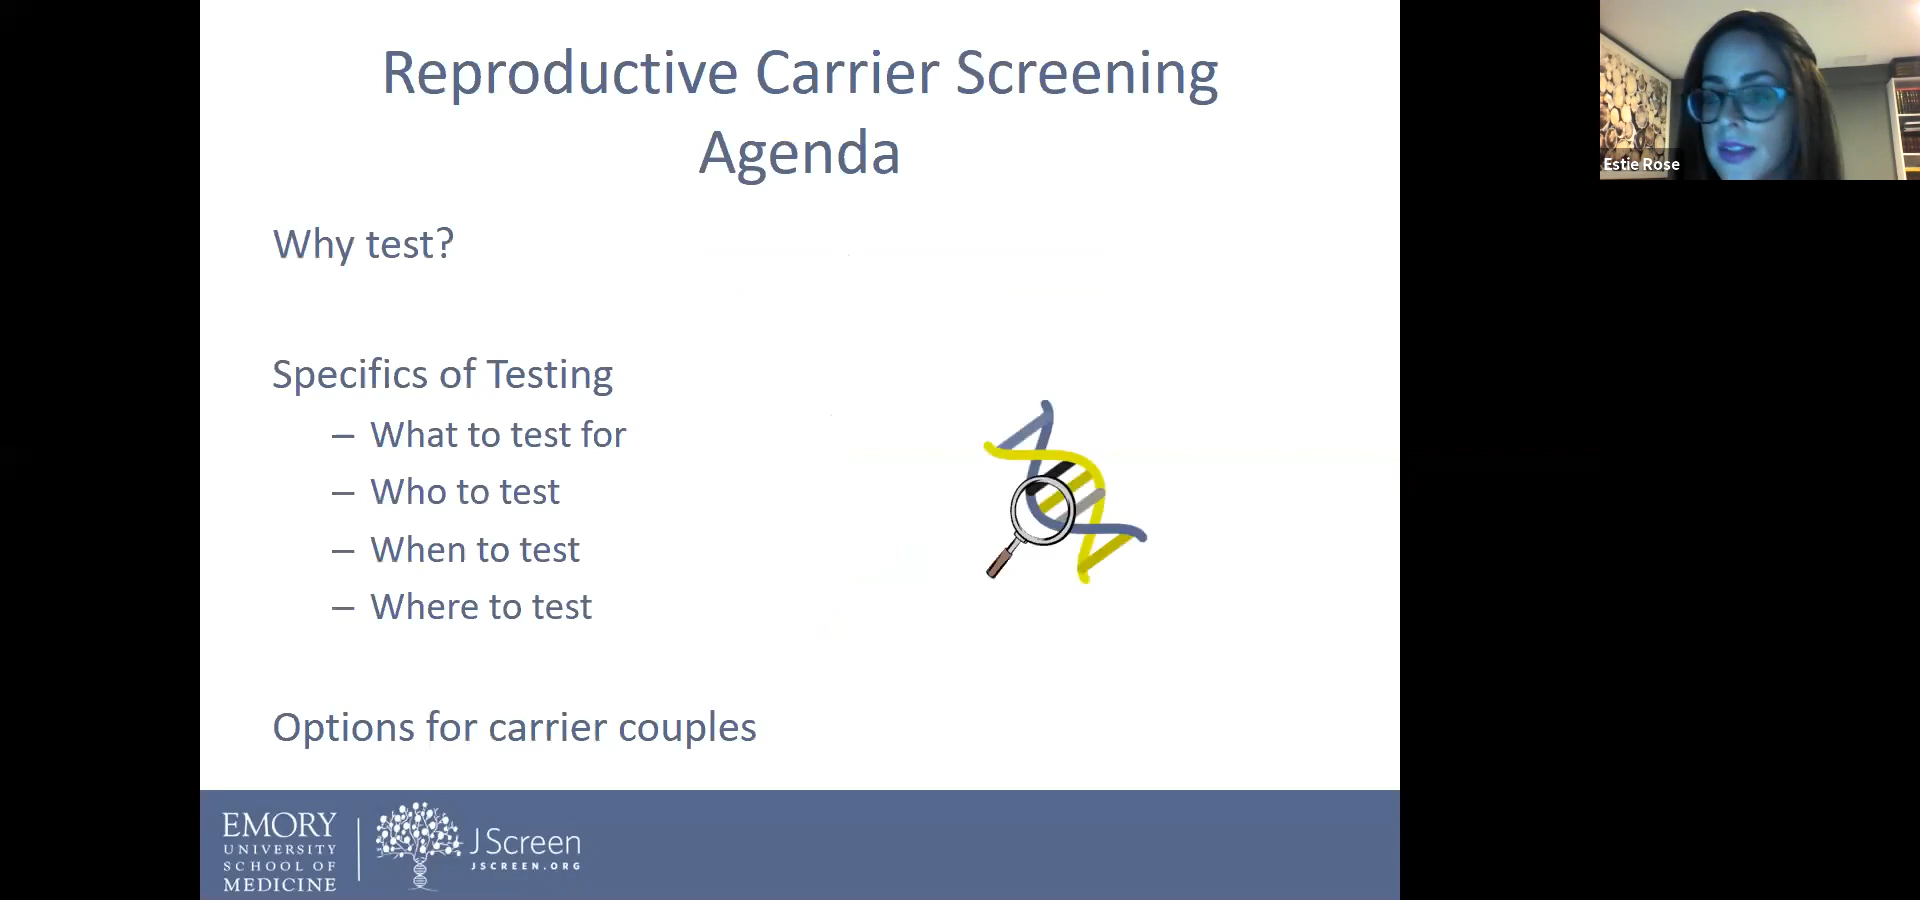 Reproductive Carrier Screening
Agenda
Why test?
Specifics of Testing
– What to test for
– Who to test
– When to test
– Where to test
Options for carrier couples
EMORY
UNIVERSITY
SCHOOL OF
MEDICINE
JScreen
JSCREEN.ORG
Estie Rose